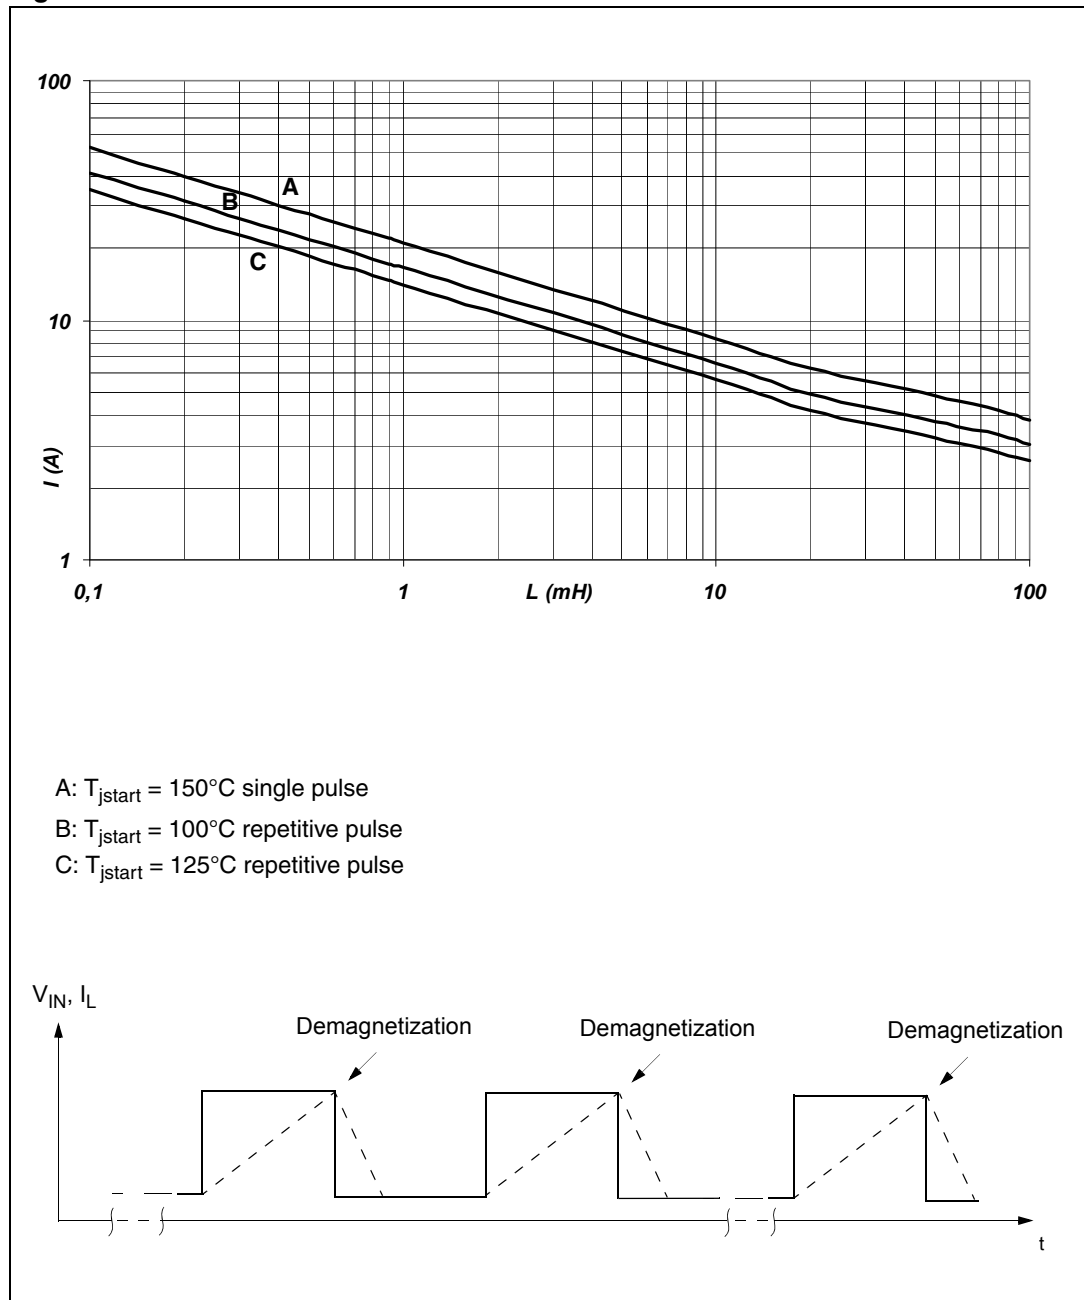 100
A
B
C
10
I (A)
1
0,1
1
L (mH)
10
100
A: Tjstart = 150°C single pulse
B: Tjstart = 100°C repetitive pulse
C: Tjstart = 125°C repetitive pulse
VIN, IL
Demagnetization
Demagnetization
Demagnetization
t